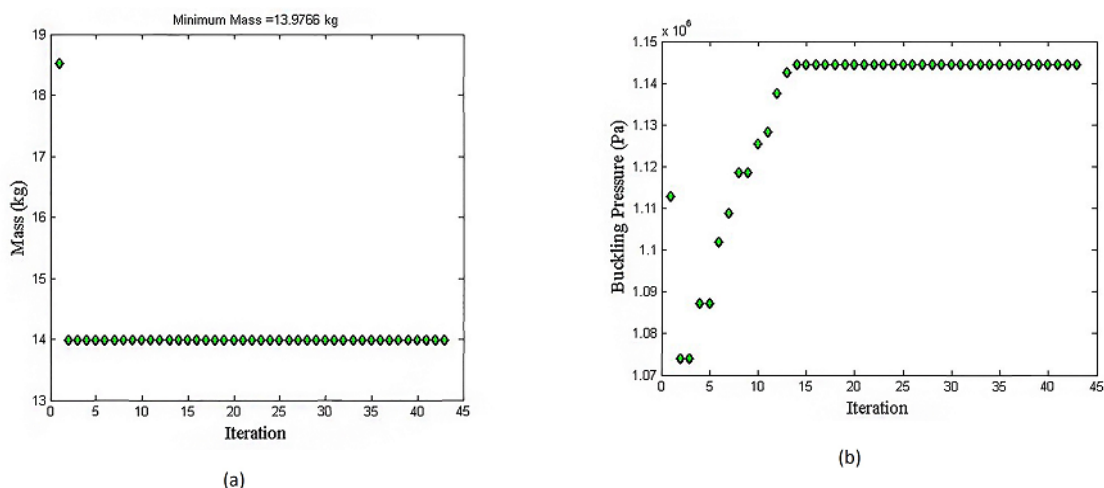 Minimum Mass =13.9766 kg
19
18
17
16
15
14
13
Mass (kg)
0 5 10 15 20 25 30 35 40 45
Iteration
(a)
x 10^6
1.15
1.14
1.13
1.12
1.11
1.1
1.09
1.08
1.07
Buckling Pressure (Pa)
0 5 10 15 20 25 30 35 40 45
Iteration
(b)